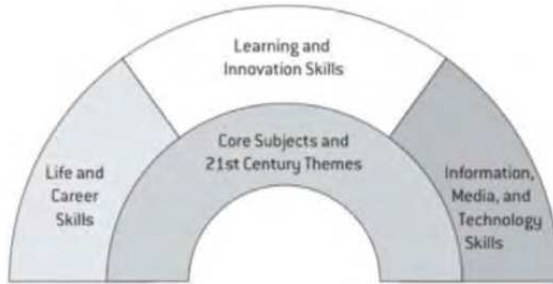 Learning and
Innovation Skills
Core Subjects and
21st Century Themes
Life and
Career
Skills
Information,
Media, and
Technology
Skills